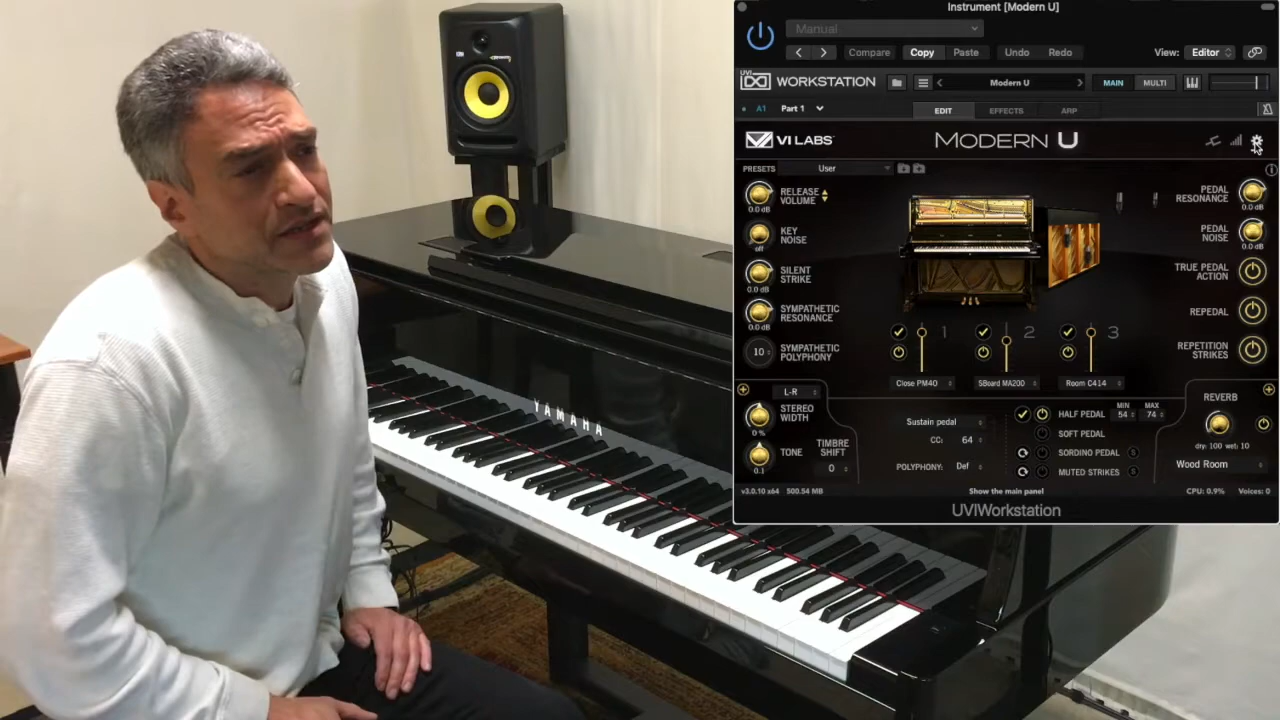 Instrument [Modern U]
Manual
Compare Copy Paste Undo Redo View: Editor
UVI WORKSTATION Modern U MAIN MULTI
A1 Part 1
EDIT EFFECTS ARP
VI LABS MODERN U
PRESETS User
RELEASE VOLUME
0.0 dB
KEY NOISE
off
SILENT STRIKE
0.0 dB
SYMPATHETIC RESONANCE
0.0 dB
10 SYMPATHETIC POLYPHONY
PEDAL RESONANCE
0.0 dB
PEDAL NOISE
0.0 dB
TRUE PEDAL ACTION
REPEDAL
REPETITION STRIKES
1 2 3
Close PM40 SBoard MA200 Room C414
L-R
STEREO WIDTH
0 %
TONE
0.1
TIMBRE SHIFT
0
Sustain pedal
CC: 64
POLYPHONY: Def
MIN MAX
HALF PEDAL 54 74
SOFT PEDAL
SORDINO PEDAL S
MUTED STRIKES S
REVERB
dry: 100 wet: 10
Wood Room
v3.0.10 x64 500.54 MB Show the main panel CPU: 0.9% Voices: 0
UVIWorkstation
YAMAHA